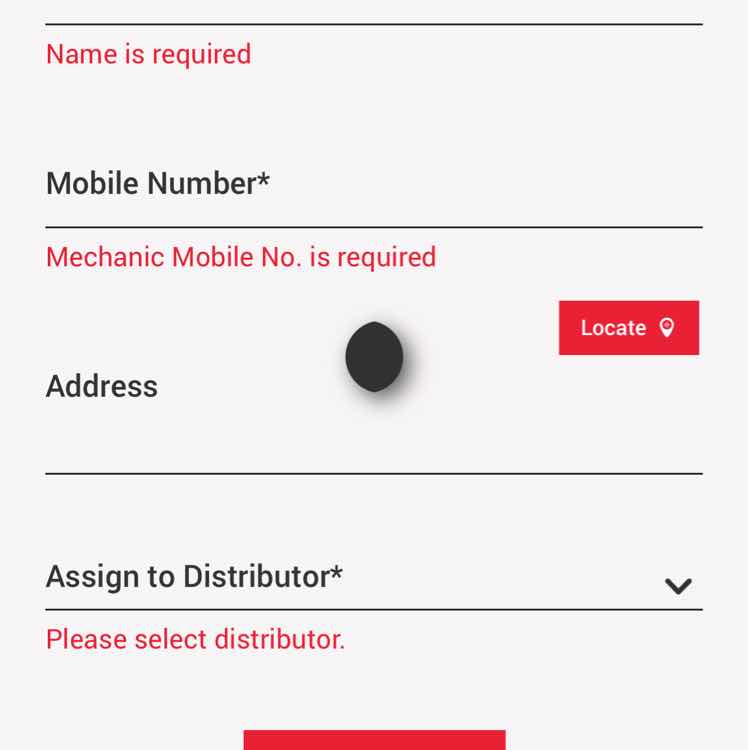 Name is required
Mobile Number*
Mechanic Mobile No. is required
Locate
Address
Assign to Distributor*
Please select distributor.